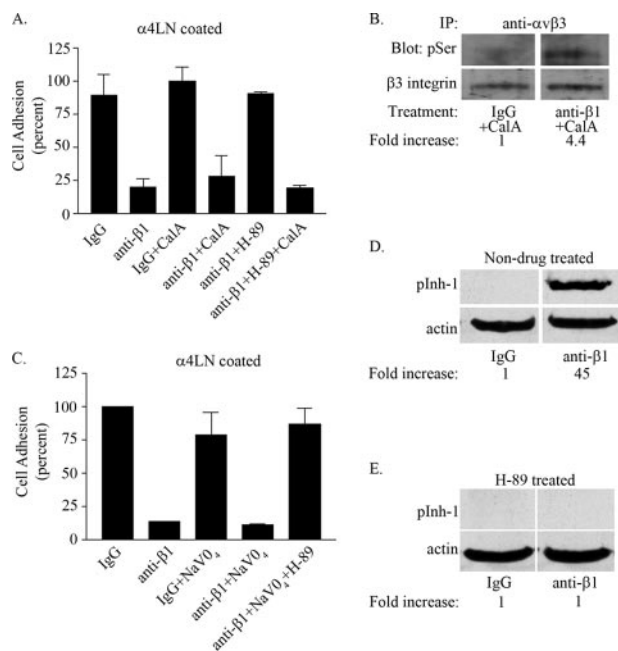 A.
α4LN coated
Cell Adhesion
(percent)
125
100
75
50
25
0
IgG
anti-β1
IgG+CalA
anti-β1+CalA
anti-β1+H-89
anti-β1+H-89+CalA
B.
IP: anti-αvβ3
Blot: pSer
β3 integrin
Treatment: IgG anti-β1
+CalA +CalA
Fold increase: 1 4.4
C.
α4LN coated
Cell Adhesion
(percent)
125
100
75
50
25
0
IgG
anti-β1
IgG+NaVO₄
anti-β1+NaVO₄
anti-β1+NaVO₄+H-89
D.
Non-drug treated
pInh-1
actin
IgG anti-β1
Fold increase: 1 45
E.
H-89 treated
pInh-1
actin
IgG anti-β1
Fold increase: 1 1